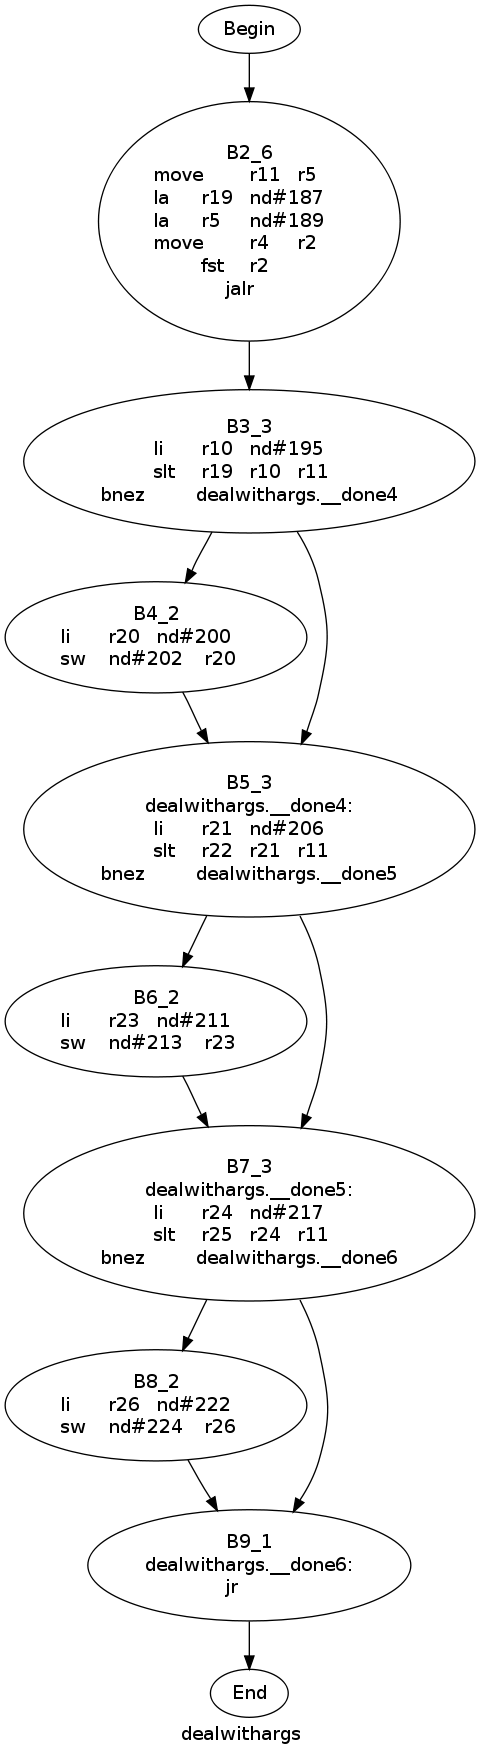 Begin
B2_6
move r11 r5
la r19 nd#187
la r5 nd#189
move r4 r2
fst r2
jalr
B3_3
li r10 nd#195
slt r19 r10 r11
bnez dealwithargs.__done4
B4_2
li r20 nd#200
sw nd#202 r20
B5_3
dealwithargs.__done4:
li r21 nd#206
slt r22 r21 r11
bnez dealwithargs.__done5
B6_2
li r23 nd#211
sw nd#213 r23
B7_3
dealwithargs.__done5:
li r24 nd#217
slt r25 r24 r11
bnez dealwithargs.__done6
B8_2
li r26 nd#222
sw nd#224 r26
B9_1
dealwithargs.__done6:
jr
End
dealwithargs